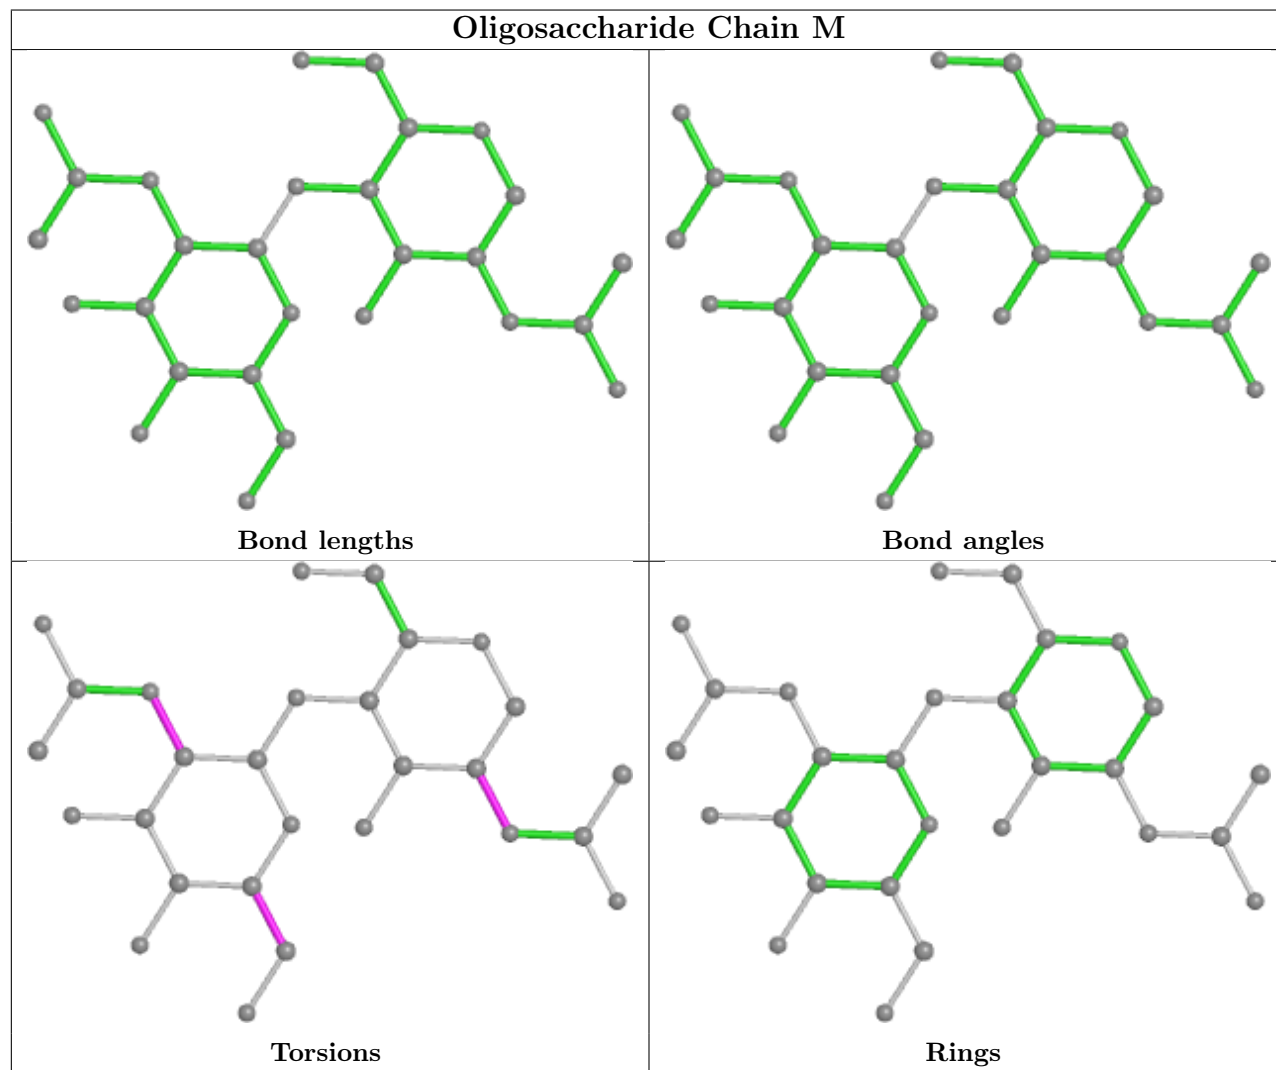 Oligosaccharide Chain M
Bond lengths
Bond angles
Torsions
Rings